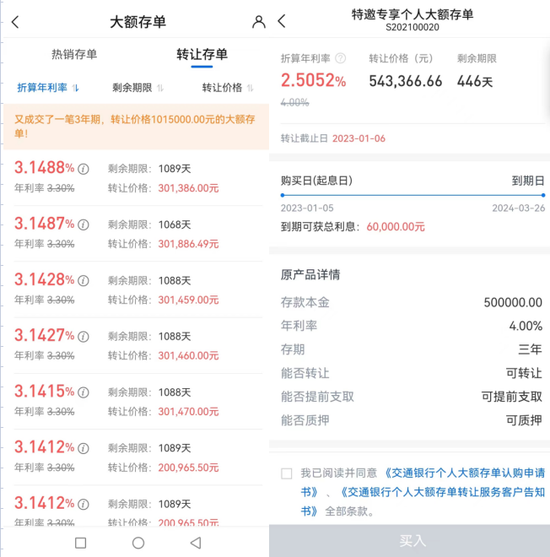 大额存单
热销存单
转让存单
折算年利率
剩余期限
转让价格
又成交了一笔3年期，转让价格1015000.00元的大额存
单！
3.1488%
剩余期限：1089天
年利率 3.30%
转让价格：301,386.00元
3.1487%
剩余期限：1068天
年利率 3.30%
转让价格：301,886.49元
3.1428%
剩余期限：1088天
年利率 3.30%
转让价格：301,459.00元
3.1427%
剩余期限：1088天
年利率 3.30%
转让价格：301,460.00元
3.1415%
剩余期限：1088天
年利率 3.30%
转让价格：301,470.00元
3.1412%
剩余期限：1089天
年利率 3.30%
转让价格：200,965.50元
3.1412%
剩余期限：1089天
年利率 3.30%
转让价格：200,965.50元
特邀专享个人大额存单
S202100020
折算年利率
转让价格（元）
剩余期限
2.5052%
543,366.66
446天
4.00%
转让截止日 2023-01-06
购买日(起息日)
到期日
2023-01-05
2024-03-26
到期可获总利息：60,000.00元
原产品详情
存款本金
500000.00
年利率
4.00%
存期
三年
能否转让
可转让
能否提前支取
可提前支取
能否质押
可质押
我已阅读并同意 《交通银行个人大额存单认购申请
书》、《交通银行个人大额存单转让服务客户告知
书》 全部条款。
买入